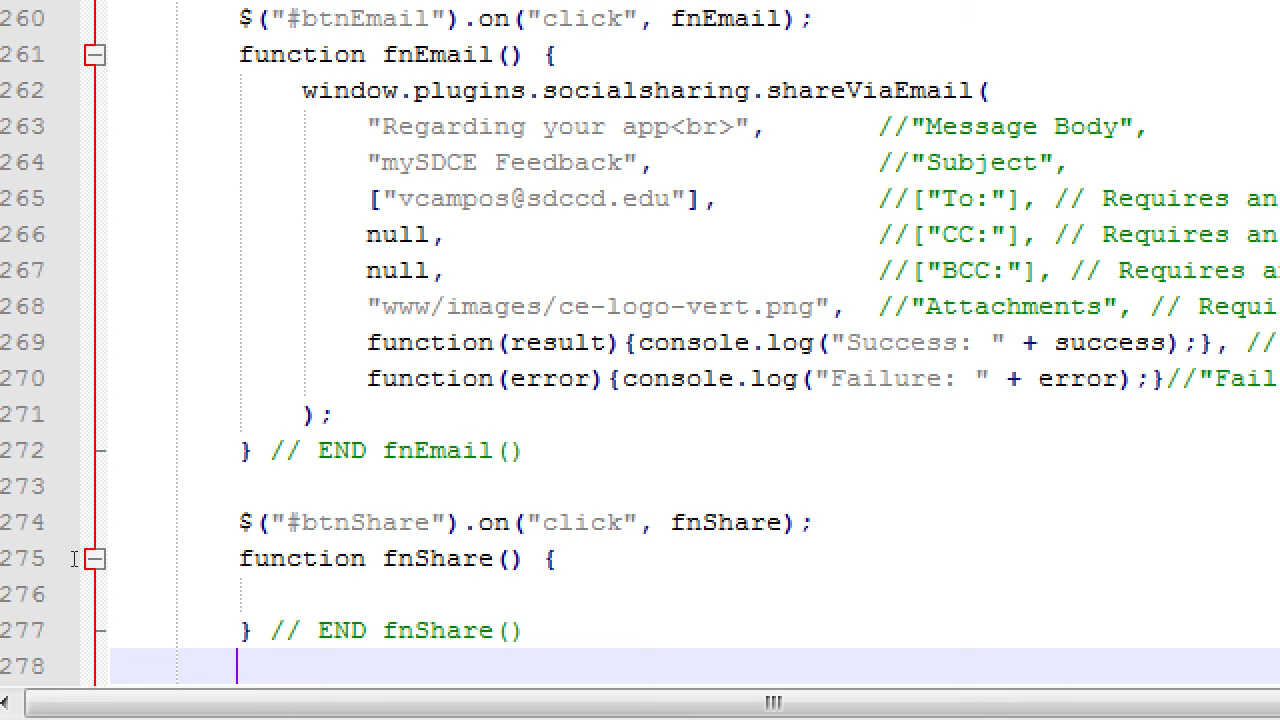 260 $("#btnEmail").on("click", fnEmail);
261 function fnEmail() {
262 window.plugins.socialsharing.shareViaEmail(
263 "Regarding your app<br>", //"Message Body",
264 "mySDCE Feedback", //"Subject",
265 ["vcampos@sdccd.edu"], //["To:"], // Requires an
266 null, //["CC:"], // Requires an
267 null, //["BCC:"], // Requires a
268 "www/images/ce-logo-vert.png", //"Attachments", // Requi
269 function(result){console.log("Success: " + success);}, //
270 function(error){console.log("Failure: " + error);}//"Fail
271 );
272 } // END fnEmail()
273
274 $("#btnShare").on("click", fnShare);
275 function fnShare() {
276
277 } // END fnShare()
278